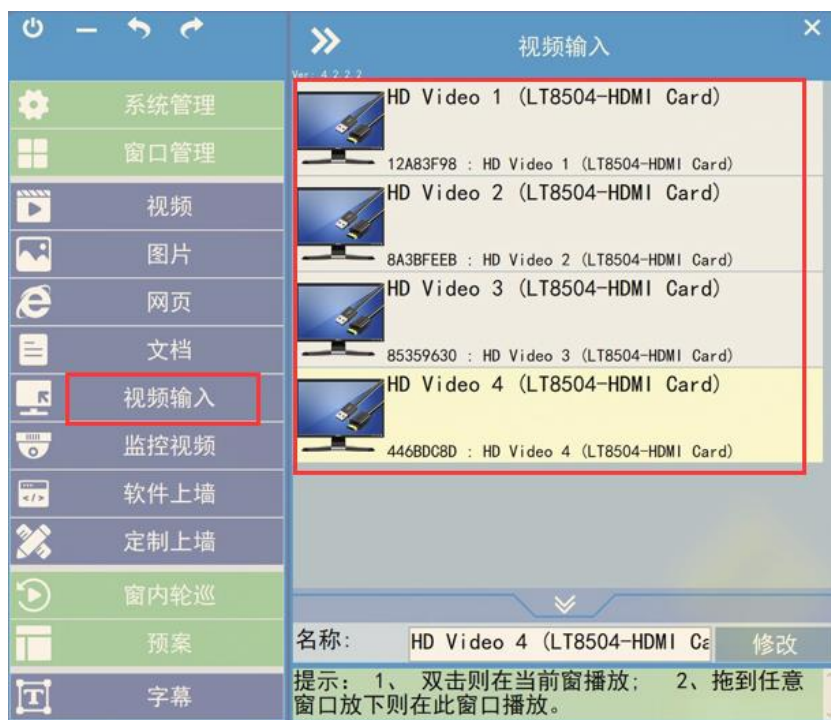 视频输入
Ver: 4.2.2.2
系统管理
窗口管理
视频
图片
网页
文档
视频输入
监控视频
软件上墙
定制上墙
窗内轮巡
预案
字幕
HD Video 1 (LT8504-HDMI Card)
12A83F98 : HD Video 1 (LT8504-HDMI Card)
HD Video 2 (LT8504-HDMI Card)
8A3BFEEB : HD Video 2 (LT8504-HDMI Card)
HD Video 3 (LT8504-HDMI Card)
85359630 : HD Video 3 (LT8504-HDMI Card)
HD Video 4 (LT8504-HDMI Card)
446BDC8D : HD Video 4 (LT8504-HDMI Card)
名称: HD Video 4 (LT8504-HDMI Ca 修改
提示: 1、 双击则在当前窗播放; 2、拖到任意
窗口放下则在此窗口播放。